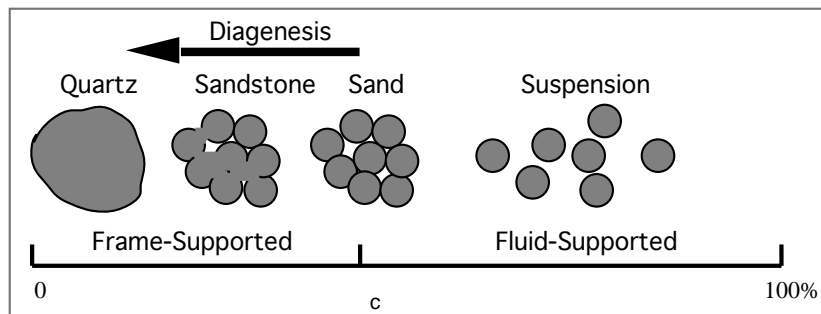 Diagenesis
Quartz Sandstone Sand Suspension
Frame-Supported Fluid-Supported
0 c 100%